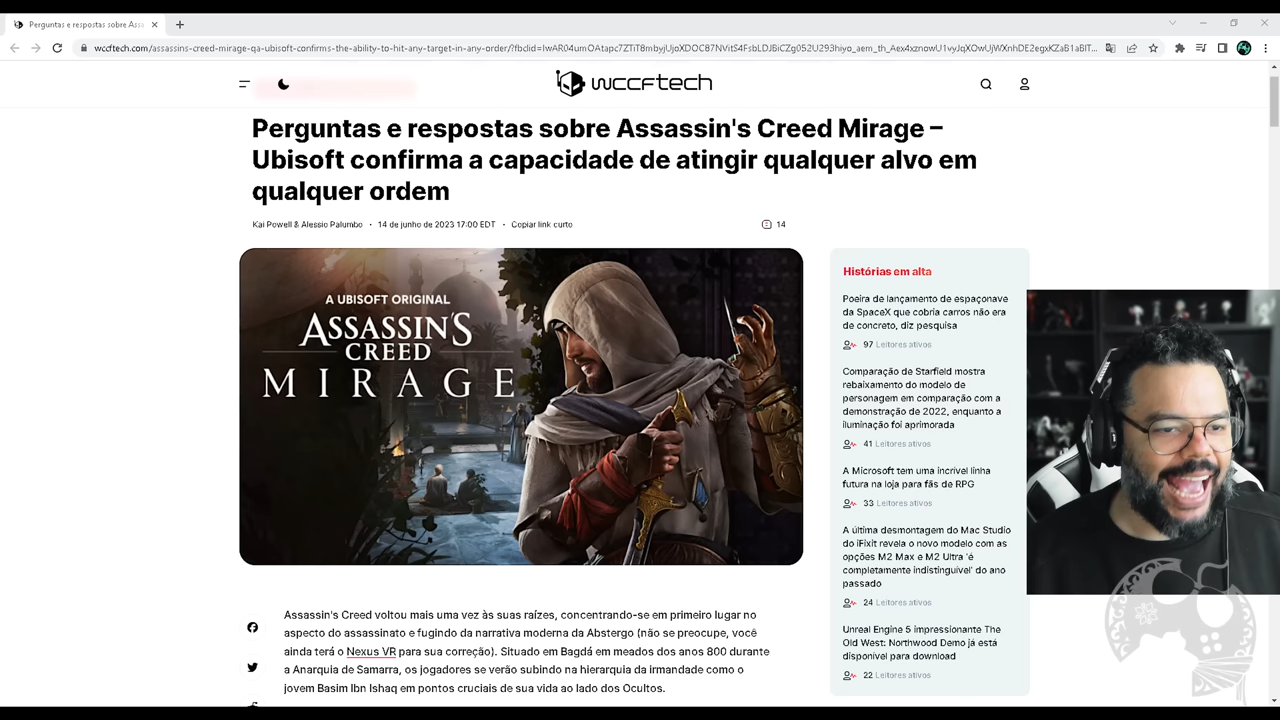 Perguntas e respostas sobre Assa
wccftech
Perguntas e respostas sobre Assassin's Creed Mirage –
Ubisoft confirma a capacidade de atingir qualquer alvo em
qualquer ordem
Kai Powell & Alessio Palumbo • 14 de junho de 2023 17:00 EDT • Copiar link curto
14
A UBISOFT ORIGINAL
ASSASSIN'S
CREED
MIRAGE
Histórias em alta
Poeira de lançamento de espaçonave
da SpaceX que cobria carros não era
de concreto, diz pesquisa
97 Leitores ativos
Comparação de Starfield mostra
rebaixamento do modelo de
personagem em comparação com a
demonstração de 2022, enquanto a
iluminação foi aprimorada
41 Leitores ativos
A Microsoft tem uma incrível linha
futura na loja para fãs de RPG
33 Leitores ativos
A última desmontagem do Mac Studio
do iFixit revela o novo modelo com as
opções M2 Max e M2 Ultra 'é
completamente indistinguível' do ano
passado
24 Leitores ativos
Unreal Engine 5 impressionante The
Old West: Northwood Demo já está
disponível para download
22 Leitores ativos
Assassin's Creed voltou mais uma vez às suas raízes, concentrando-se em primeiro lugar no
aspecto do assassinato e fugindo da narrativa moderna da Abstergo (não se preocupe, você
ainda terá o Nexus VR para sua correção). Situado em Bagdá em meados dos anos 800 durante
a Anarquia de Samarra, os jogadores se verão subindo na hierarquia da irmandade como o
jovem Basim Ibn Ishaq em pontos cruciais de sua vida ao lado dos Ocultos.